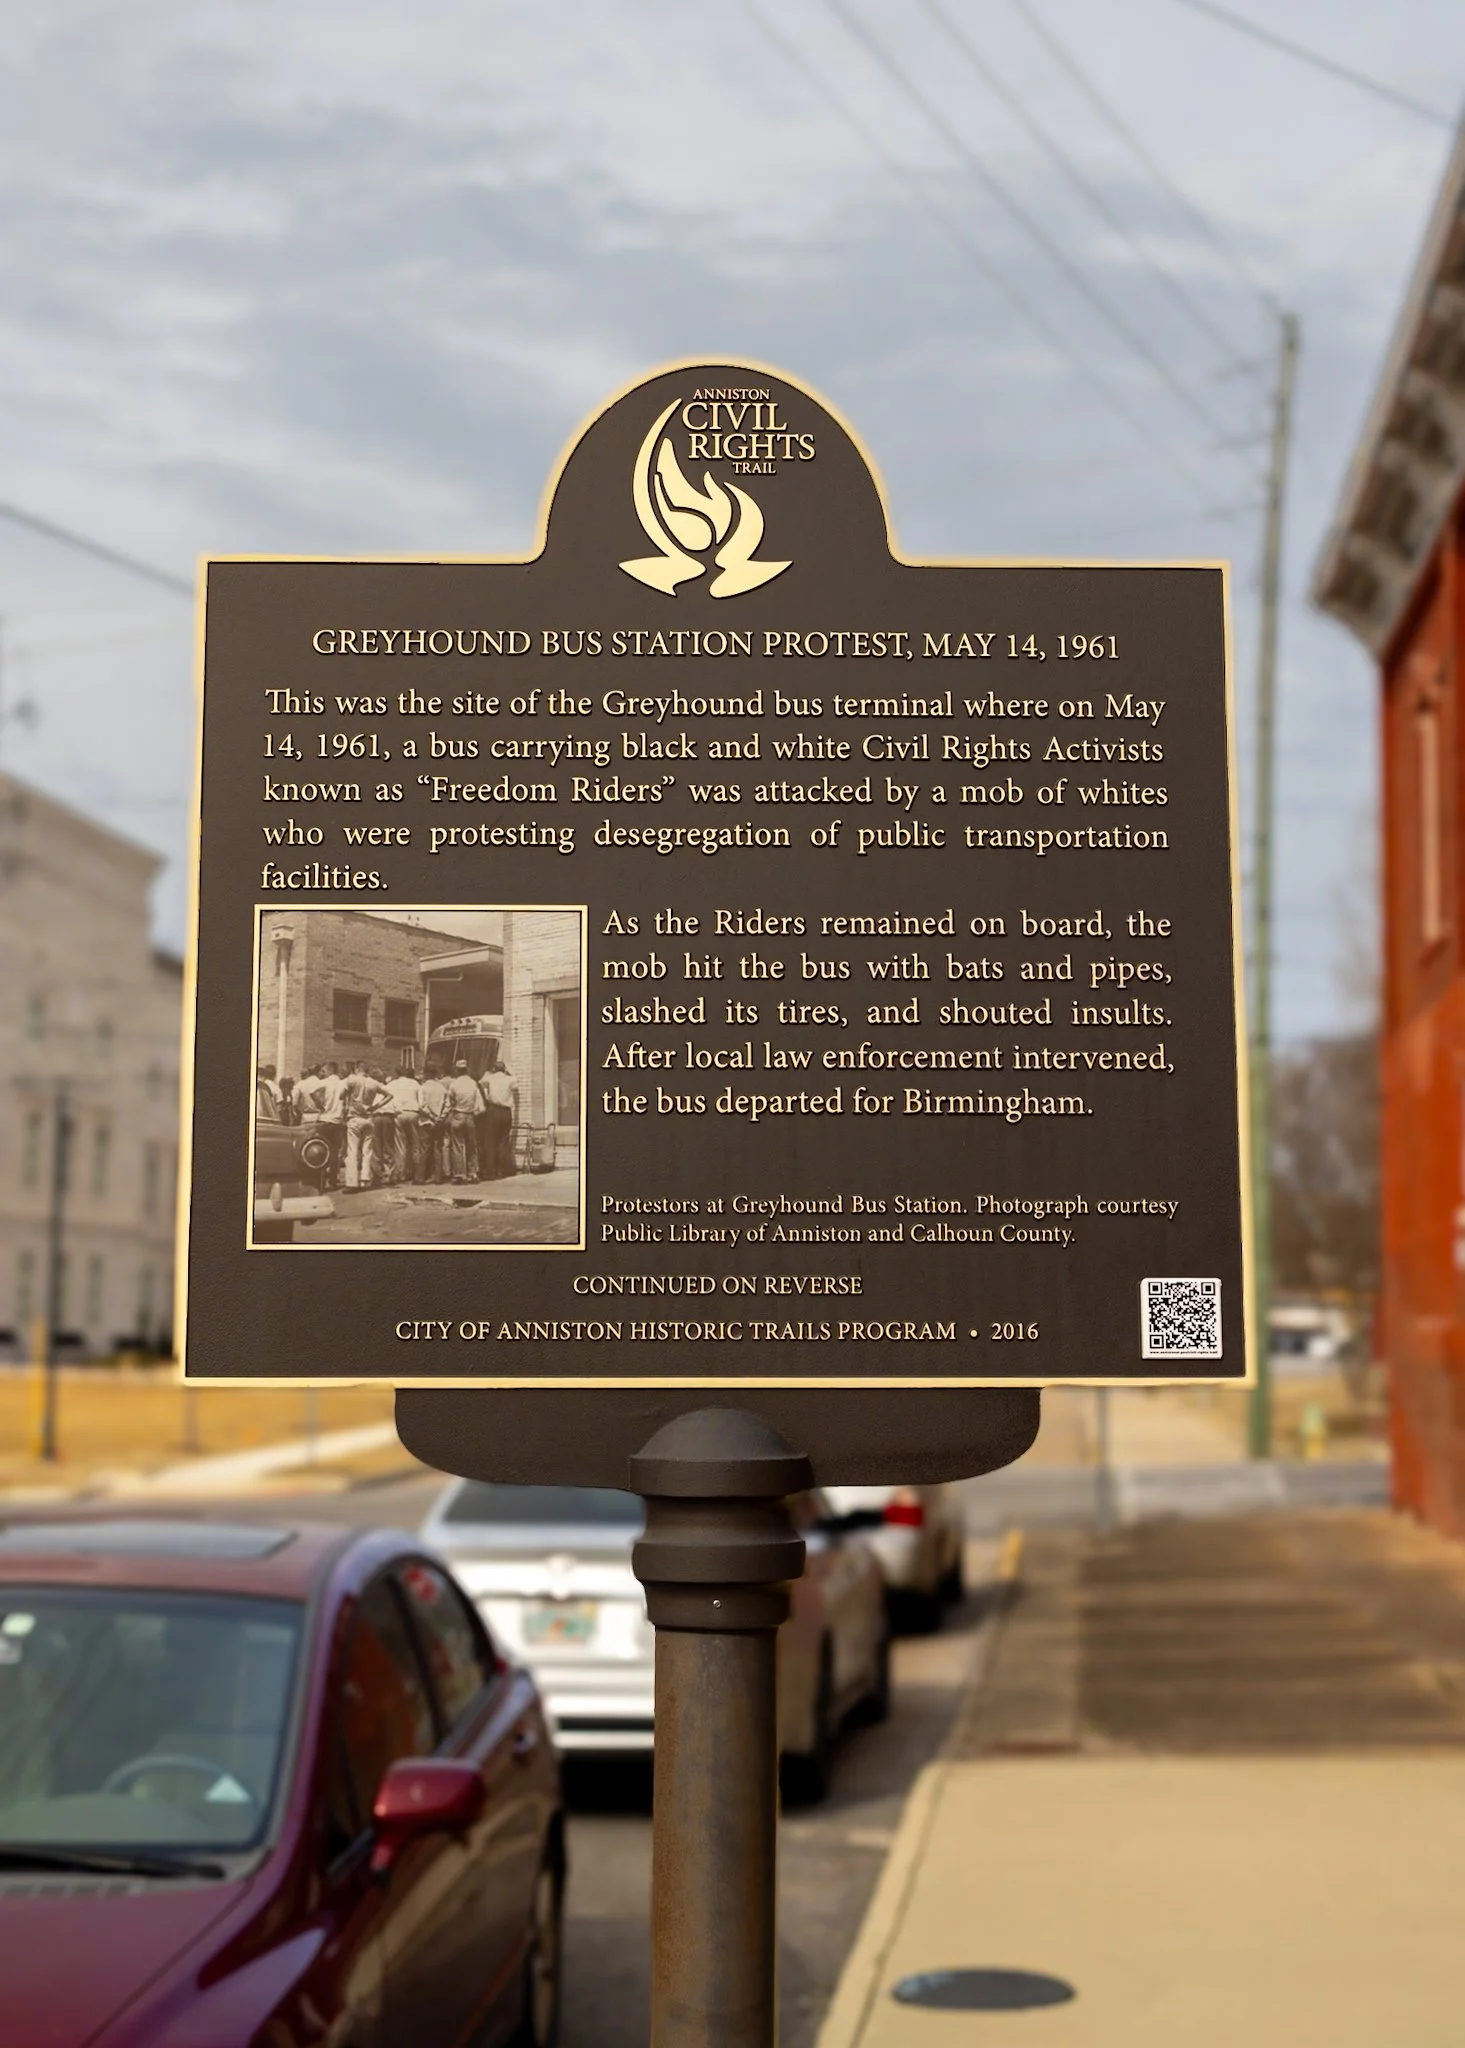 ANNISTON
CIVIL
RIGHTS
TRAIL
GREYHOUND BUS STATION PROTEST, MAY 14, 1961
This was the site of the Greyhound bus terminal where on May
14, 1961, a bus carrying black and white Civil Rights Activists
known as “Freedom Riders” was attacked by a mob of whites
who were protesting desegregation of public transportation
facilities.
As the Riders remained on board, the
mob hit the bus with bats and pipes,
slashed its tires, and shouted insults.
After local law enforcement intervened,
the bus departed for Birmingham.
Protestors at Greyhound Bus Station. Photograph courtesy
Public Library of Anniston and Calhoun County.
CONTINUED ON REVERSE
CITY OF ANNISTON HISTORIC TRAILS PROGRAM • 2016